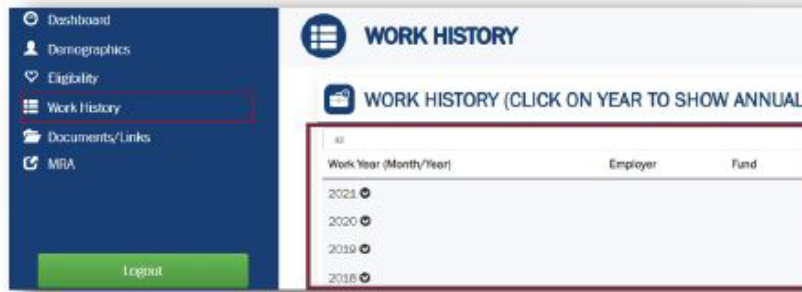 Dashboard
Demographics
Eligibility
Work History
Documents/Links
MRA
Logout
WORK HISTORY
WORK HISTORY (CLICK ON YEAR TO SHOW ANNUAL
All
Work Year (Month/Year) Employer Fund
2021
2020
2019
2018